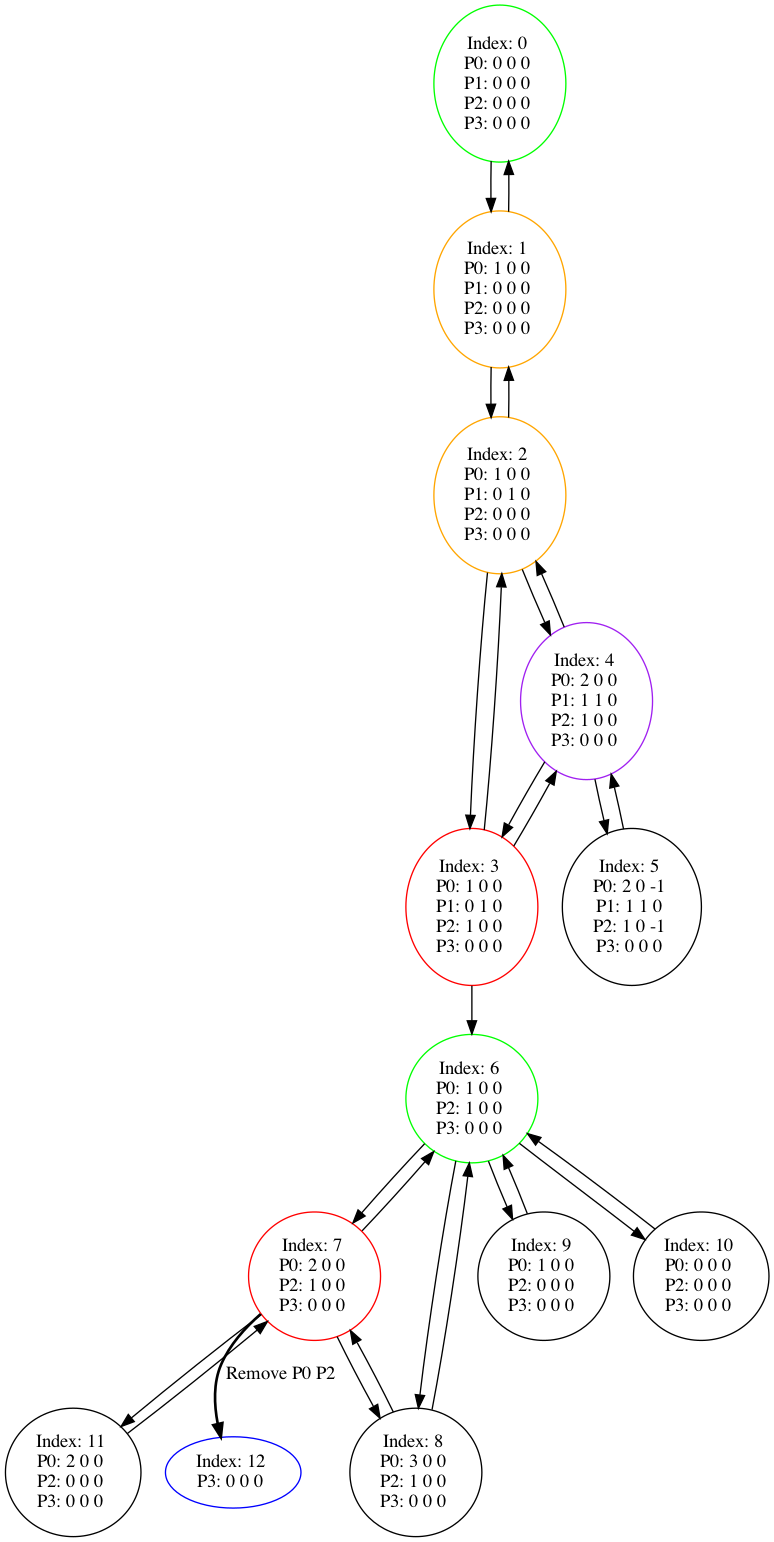 Index: 0
P0: 0 0 0
P1: 0 0 0
P2: 0 0 0
P3: 0 0 0
Index: 1
P0: 1 0 0
P1: 0 0 0
P2: 0 0 0
P3: 0 0 0
Index: 2
P0: 1 0 0
P1: 0 1 0
P2: 0 0 0
P3: 0 0 0
Index: 4
P0: 2 0 0
P1: 1 1 0
P2: 1 0 0
P3: 0 0 0
Index: 3
P0: 1 0 0
P1: 0 1 0
P2: 1 0 0
P3: 0 0 0
Index: 5
P0: 2 0 -1
P1: 1 1 0
P2: 1 0 -1
P3: 0 0 0
Index: 6
P0: 1 0 0
P2: 1 0 0
P3: 0 0 0
Index: 7
P0: 2 0 0
P2: 1 0 0
P3: 0 0 0
Index: 9
P0: 1 0 0
P2: 0 0 0
P3: 0 0 0
Index: 10
P0: 0 0 0
P2: 0 0 0
P3: 0 0 0
Remove P0 P2
Index: 11
P0: 2 0 0
P2: 0 0 0
P3: 0 0 0
Index: 12
P3: 0 0 0
Index: 8
P0: 3 0 0
P2: 1 0 0
P3: 0 0 0